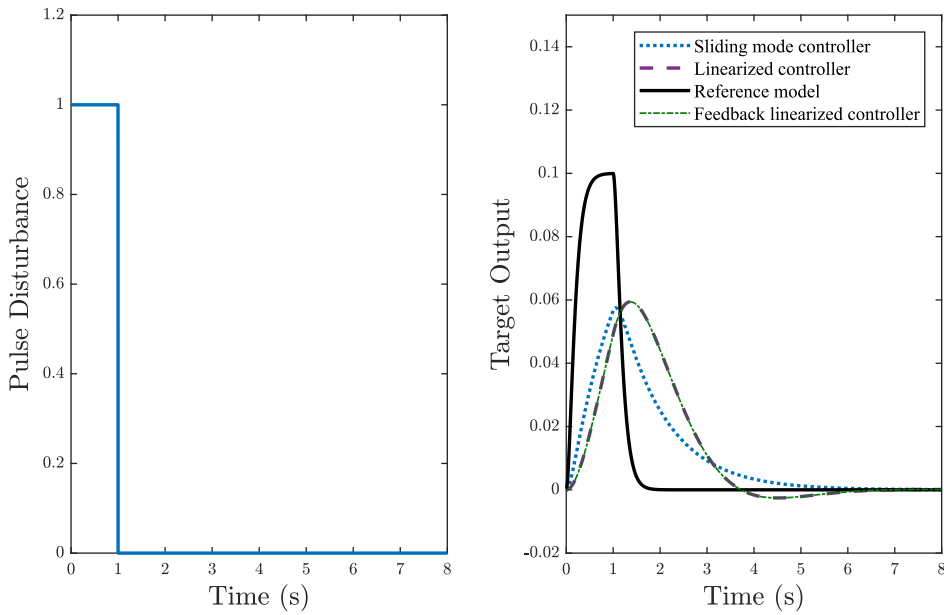 1.2
1
0.8
0.6
0.4
0.2
0
0 1 2 3 4 5 6 7 8
Pulse Disturbance
Time (s)
0.14
0.12
0.1
0.08
0.06
0.04
0.02
0
-0.02
0 1 2 3 4 5 6 7 8
Target Output
Time (s)
Sliding mode controller
Linearized controller
Reference model
Feedback linearized controller